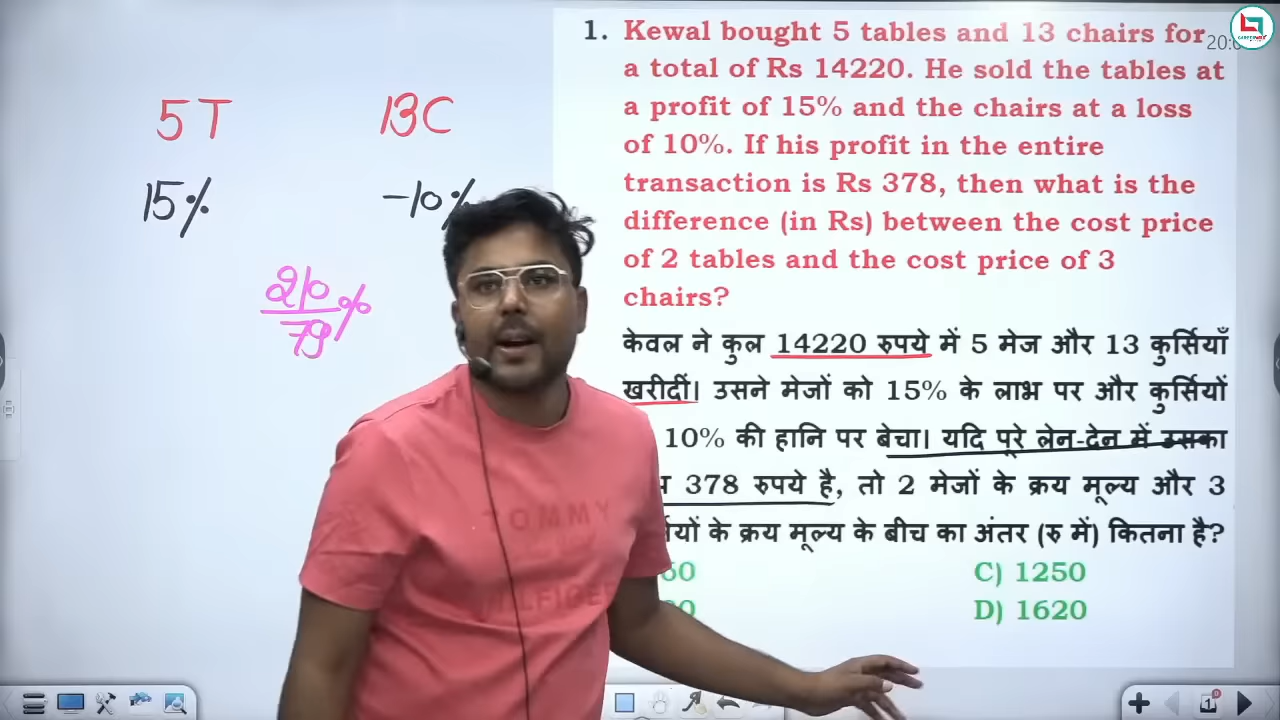 1. Kewal bought 5 tables and 13 chairs for
a total of Rs 14220. He sold the tables at
a profit of 15% and the chairs at a loss
of 10%. If his profit in the entire
transaction is Rs 378, then what is the
difference (in Rs) between the cost price
of 2 tables and the cost price of 3
chairs?
केवल ने कुल 14220 रुपये में 5 मेज और 13 कुर्सियाँ
खरीदीं। उसने मेजों को 15% के लाभ पर और कुर्सियों
10% की हानि पर बेचा। यदि पूरे लेन-देन में उसका
378 रुपये है, तो 2 मेजों के क्रय मूल्य और 3
के क्रय मूल्य के बीच का अंतर (रु में) कितना है?
C) 1250
D) 1620
5T 13C
15% -10%
210
79 %
TOMMY